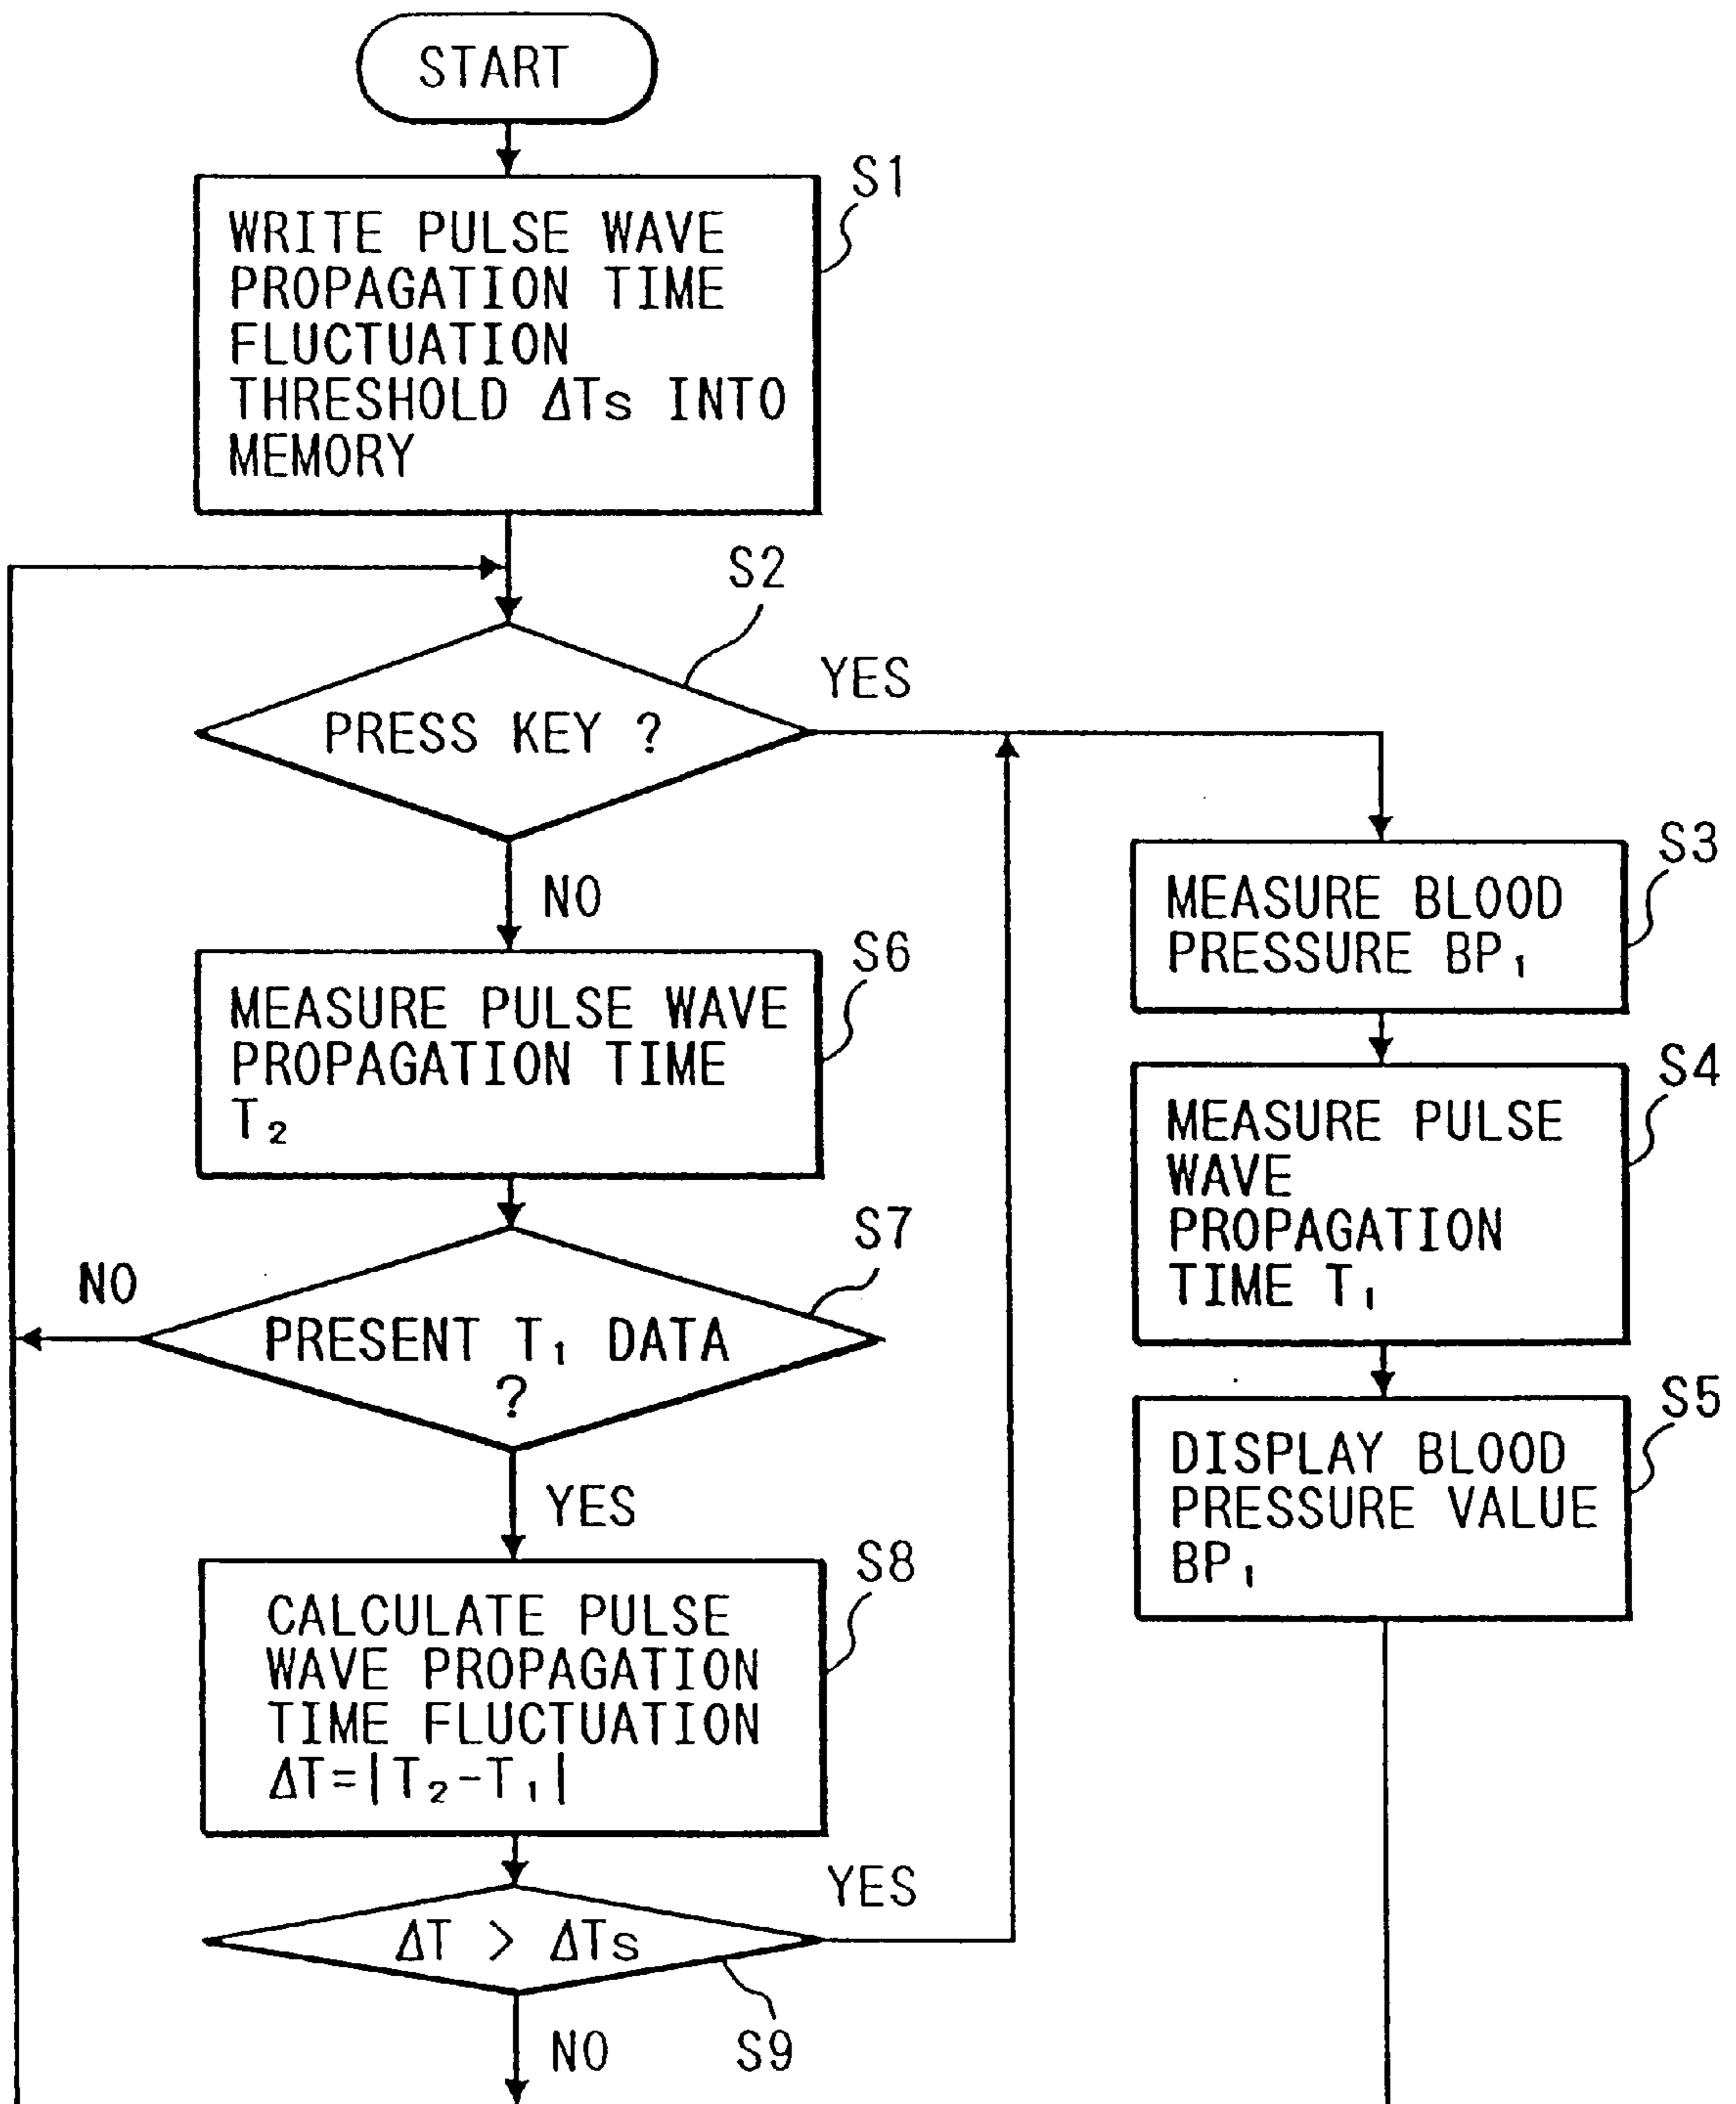 START
S1
WRITE PULSE WAVE
PROPAGATION TIME
FLUCTUATION
THRESHOLD ΔTs INTO
MEMORY
S2
PRESS KEY ?
YES
NO
S3
MEASURE BLOOD
PRESSURE BP₁
S4
MEASURE PULSE
WAVE
PROPAGATION
TIME T₁
S5
DISPLAY BLOOD
PRESSURE VALUE
BP₁
S6
MEASURE PULSE WAVE
PROPAGATION TIME
T₂
S7
NO
PRESENT T₁ DATA
?
YES
S8
CALCULATE PULSE
WAVE PROPAGATION
TIME FLUCTUATION
ΔT=|T₂-T₁|
YES
ΔT > ΔTs
S9
NO